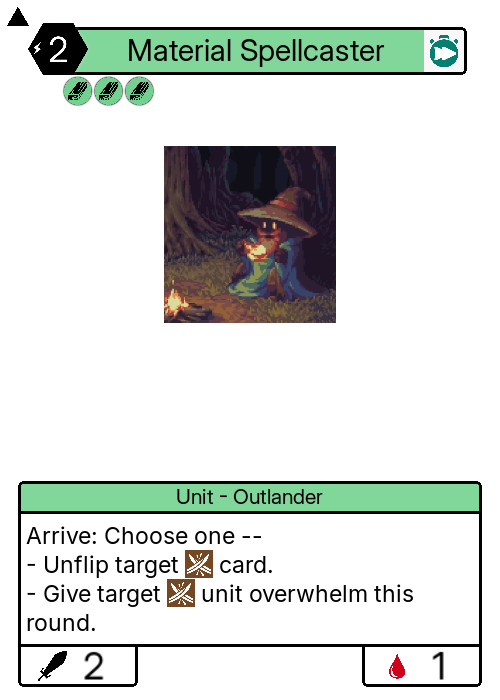 2
Material Spellcaster
Unit - Outlander
Arrive: Choose one --
- Unflip target card.
- Give target unit overwhelm this
round.
2
1